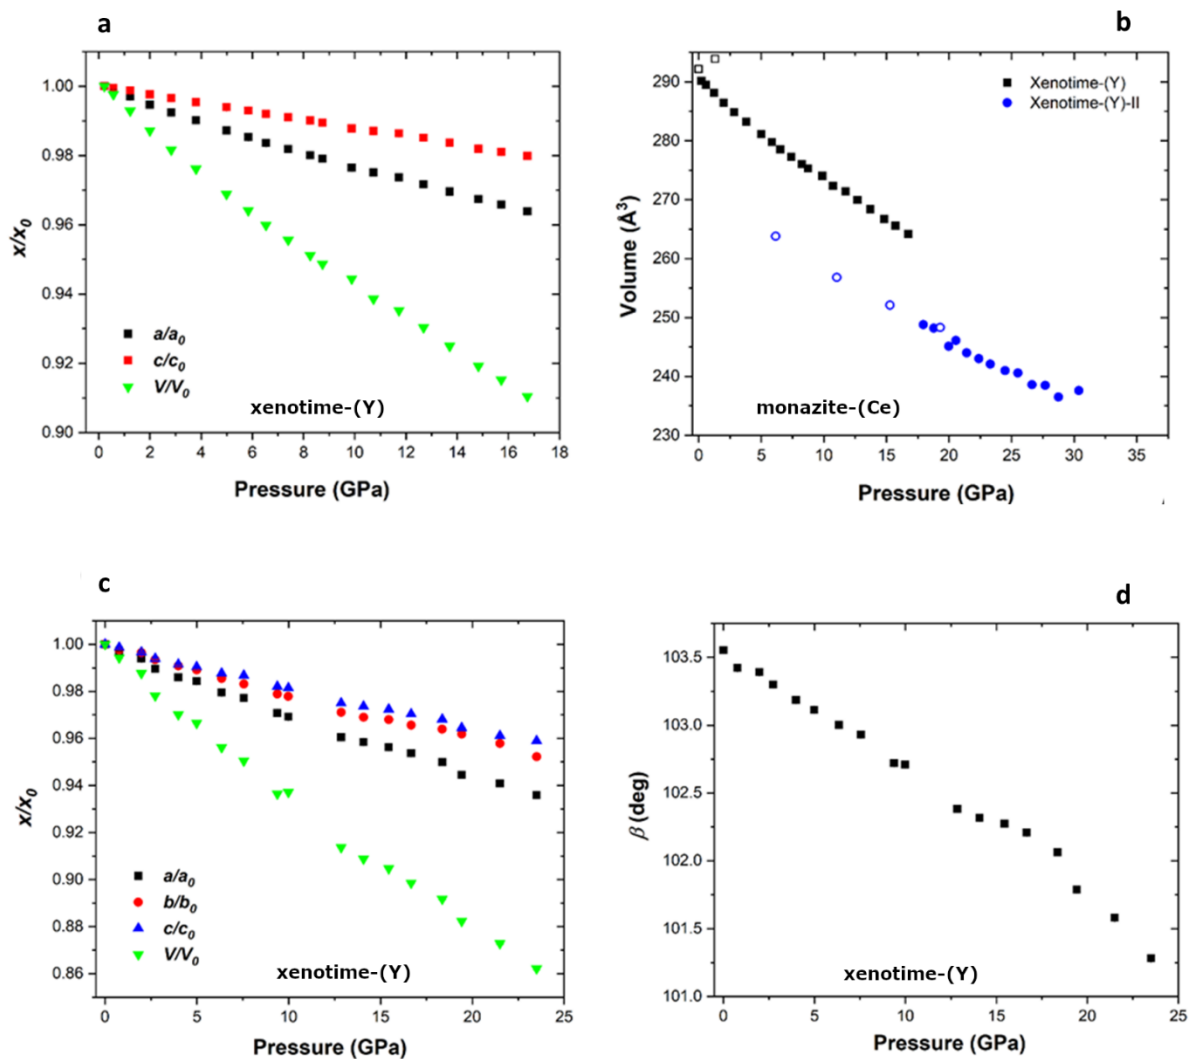 a
1.00
0.98
0.96
0.94
0.92
0.90
x/x0
a/a0
c/c0
V/V0
xenotime-(Y)
0 2 4 6 8 10 12 14 16 18
Pressure (GPa)
b
290
280
270
260
250
240
230
Volume (Å3)
Xenotime-(Y)
Xenotime-(Y)-II
monazite-(Ce)
0 5 10 15 20 25 30 35
Pressure (GPa)
c
1.00
0.98
0.96
0.94
0.92
0.90
0.88
0.86
x/x0
a/a0
b/b0
c/c0
V/V0
xenotime-(Y)
0 5 10 15 20 25
Pressure (GPa)
d
103.5
103.0
102.5
102.0
101.5
101.0
β (deg)
xenotime-(Y)
0 5 10 15 20 25
Pressure (GPa)